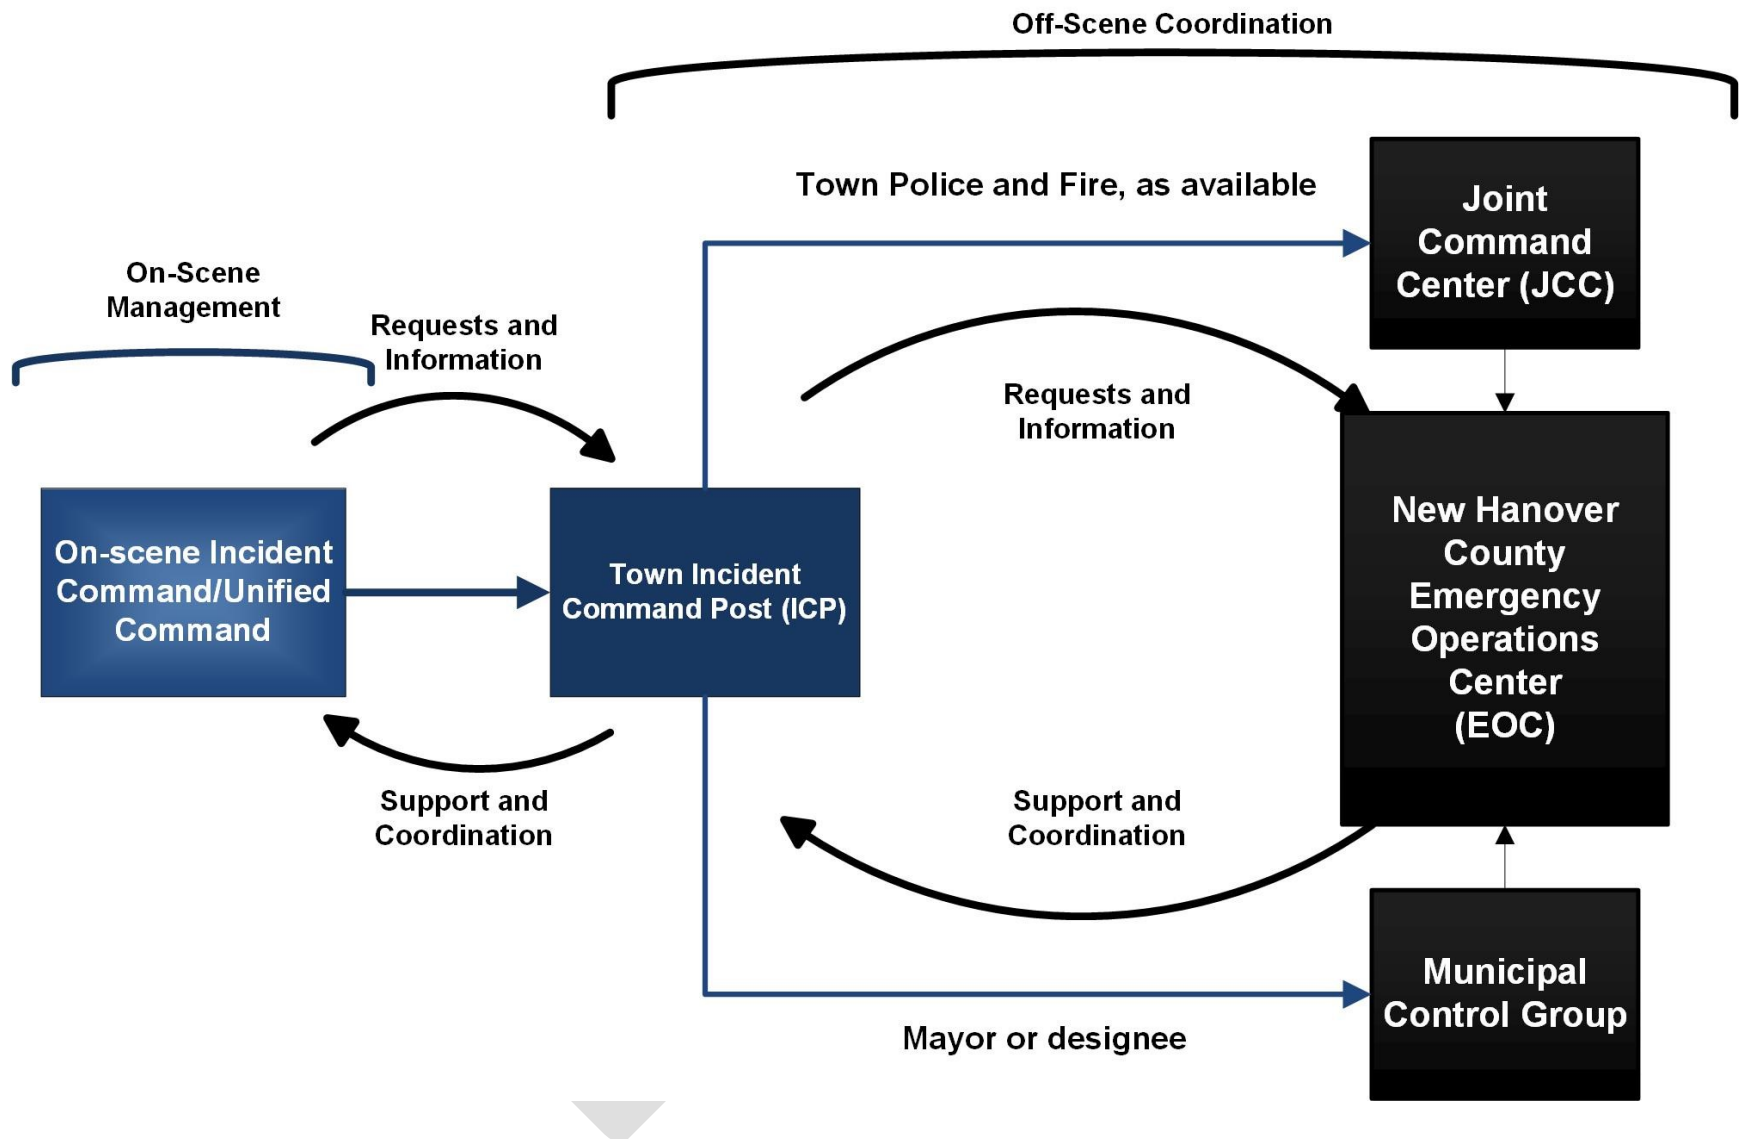 Off-Scene Coordination
Town Police and Fire, as available
Joint
Command
Center (JCC)
On-Scene
Management
Requests and
Information
Requests and
Information
On-scene Incident
Command/Unified
Command
Town Incident
Command Post (ICP)
New Hanover
County
Emergency
Operations
Center
(EOC)
Support and
Coordination
Support and
Coordination
Municipal
Control Group
Mayor or designee